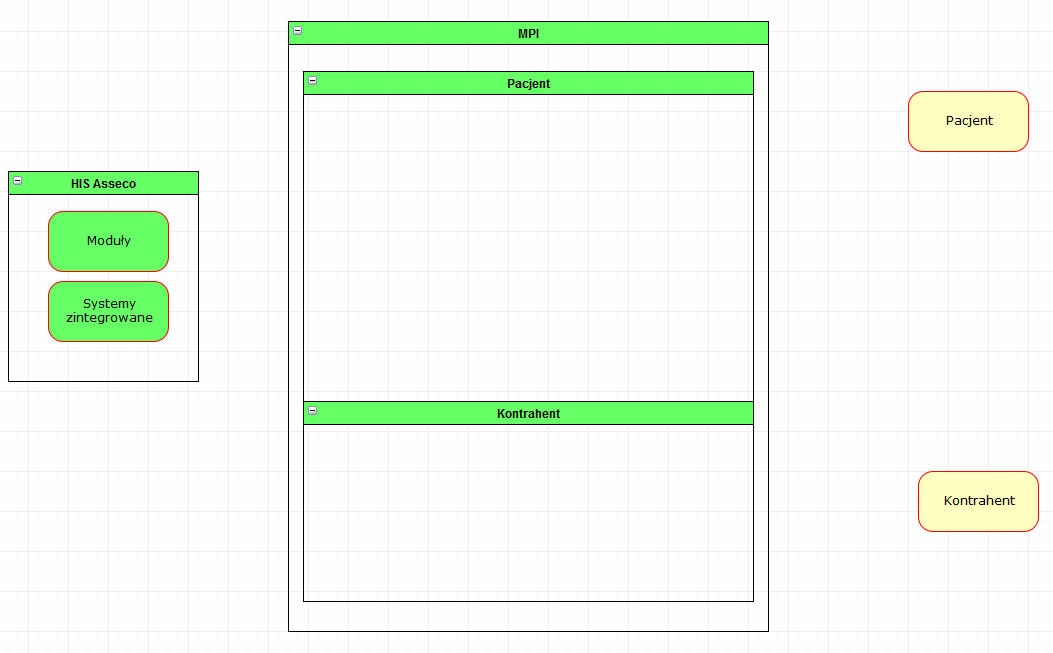 MPI
Pacjent
Pacjent
HIS Asseco
Moduły
Systemy
zintegrowane
Kontrahent
Kontrahent